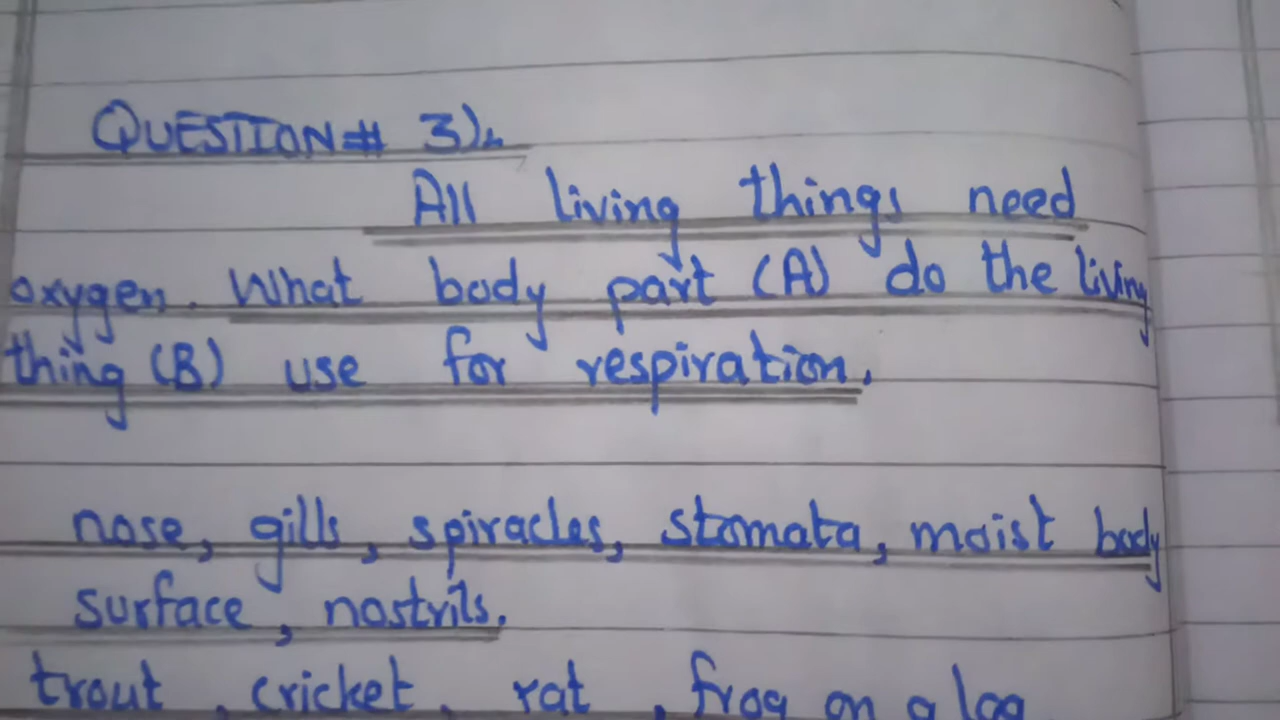 QUESTION# 3):
All living things need
oxygen. What body part (A) do the living
thing (B) use for respiration.
nose, gills, spiracles, stomata, moist body
surface, nostrils.
trout, cricket, rat, frog on a log